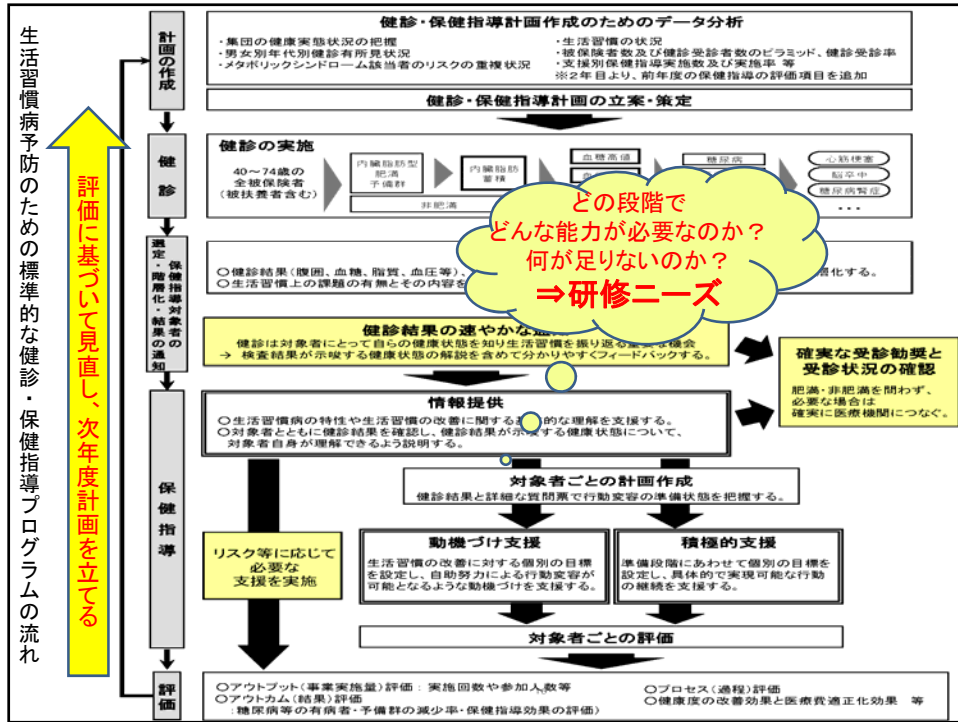 生活習慣病予防のための標準的な健診・保健指導プログラムの流れ
評価に基づいて見直し、次年度計画を立てる
計画の作成
健診・保健指導計画作成のためのデータ分析
・集団の健康実態状況の把握
・男女別年代別健診有所見状況
・メタボリックシンドローム該当者のリスクの重複状況
・生活習慣の状況
・被保険者数及び健診受診者数のピラミッド、健診受診率
・支援別保健指導実施数及び実施率 等
※2年目より、前年度の保健指導の評価項目を追加
健診・保健指導計画の立案・策定
健診
健診の実施
40〜74歳の
全被保険者
(被扶養者含む)
内臓脂肪型
肥満
予備群
内臓脂肪
蓄積
非肥満
血糖高値
血
糖尿病
心筋梗塞
脳卒中
糖尿病腎症
・・・
どの段階で
どんな能力が必要なのか?
何が足りないのか?
⇒研修ニーズ
保健指導対象者の
選定・階層化・結果の通知
○健診結果(腹囲、血糖、脂質、血圧等)、
層化する。
○生活習慣上の課題の有無とその内容を
健診結果の速やかな
健診は対象者にとって自らの健康状態を知り生活習慣を振り返る重要な機会
→ 検査結果が示唆する健康状態の解説を含めて分かりやすくフィードバックする。
確実な受診勧奨と
受診状況の確認
肥満・非肥満を問わず、
必要な場合は
確実に医療機関につなぐ。
保健指導
情報提供
○生活習慣病の特性や生活習慣の改善に関する基 的な理解を支援する。
○対象者とともに健診結果を確認し、健診結果が示唆する健康状態について、
対象者自身が理解できるよう説明する。
対象者ごとの計画作成
健診結果と詳細な質問票で行動変容の準備状態を把握する。
リスク等に応じて
必要な
支援を実施
動機づけ支援
生活習慣の改善に対する個別の目標
を設定し、自助努力による行動変容が
可能となるような動機づけを支援する。
積極的支援
準備段階にあわせて個別の目標を
設定し、具体的で実現可能な行動
の継続を支援する。
対象者ごとの評価
評価
○アウトプット(事業実施量)評価:実施回数や参加人数等
○アウトカム(結果)評価
:糖尿病等の有病者・予備群の減少率・保健指導効果の評価)
○プロセス(過程)評価
○健康度の改善効果と医療費適正化効果 等